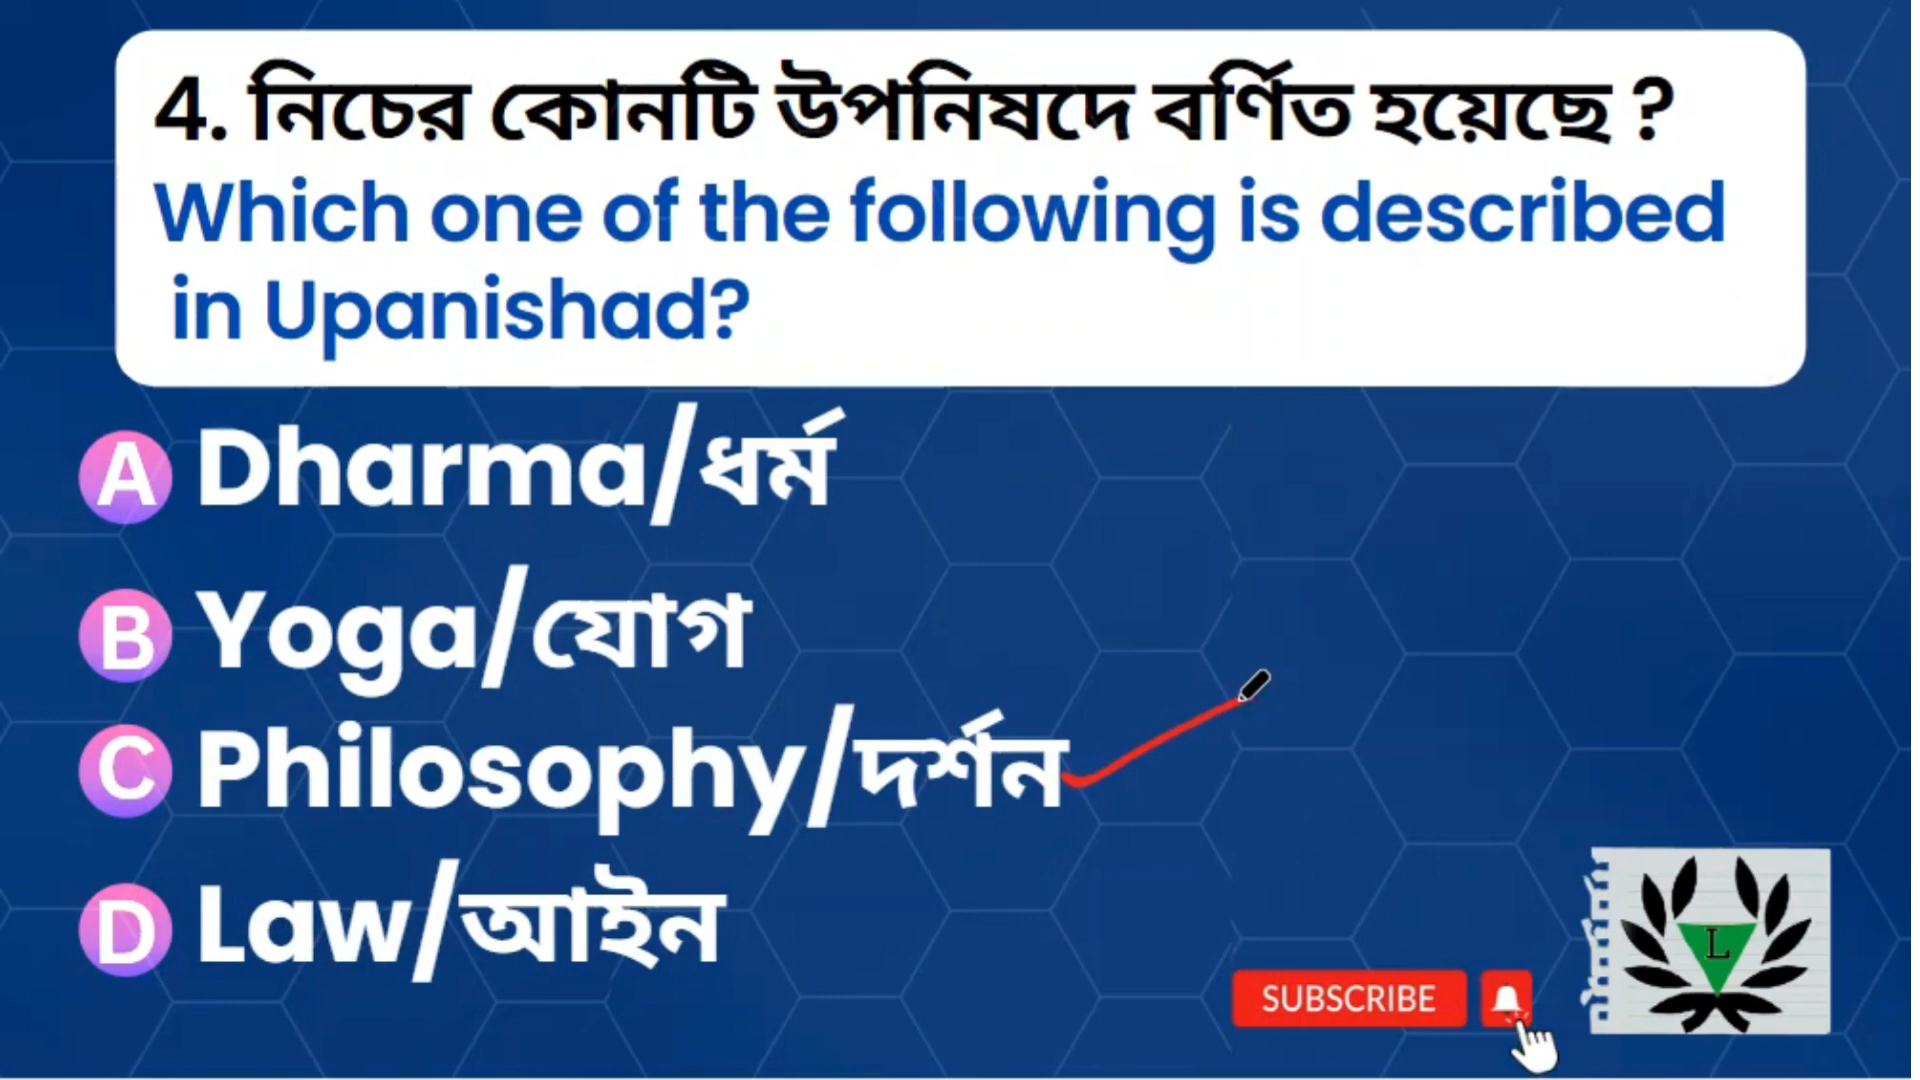 4. নিচের কোনটি উপনিষদে বর্ণিত হয়েছে ?
Which one of the following is described
in Upanishad?
A Dharma/ধর্ম
B Yoga/যোগ
C Philosophy/দর্শন
D Law/আইন
L
SUBSCRIBE